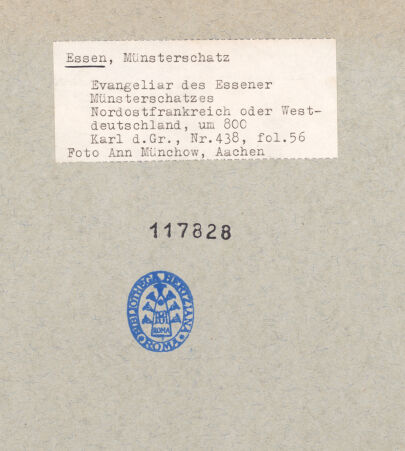 Essen, Münsterschatz
Evangeliar des Essener
Münsterschatzes
Nordostfrankreich oder West-
deutschland, um 800
Karl d.Gr., Nr.438, fol.56
Foto Ann Münchow, Aachen
117828
BIBLIOTHECA HERTZIANA
ROMA
ROMA